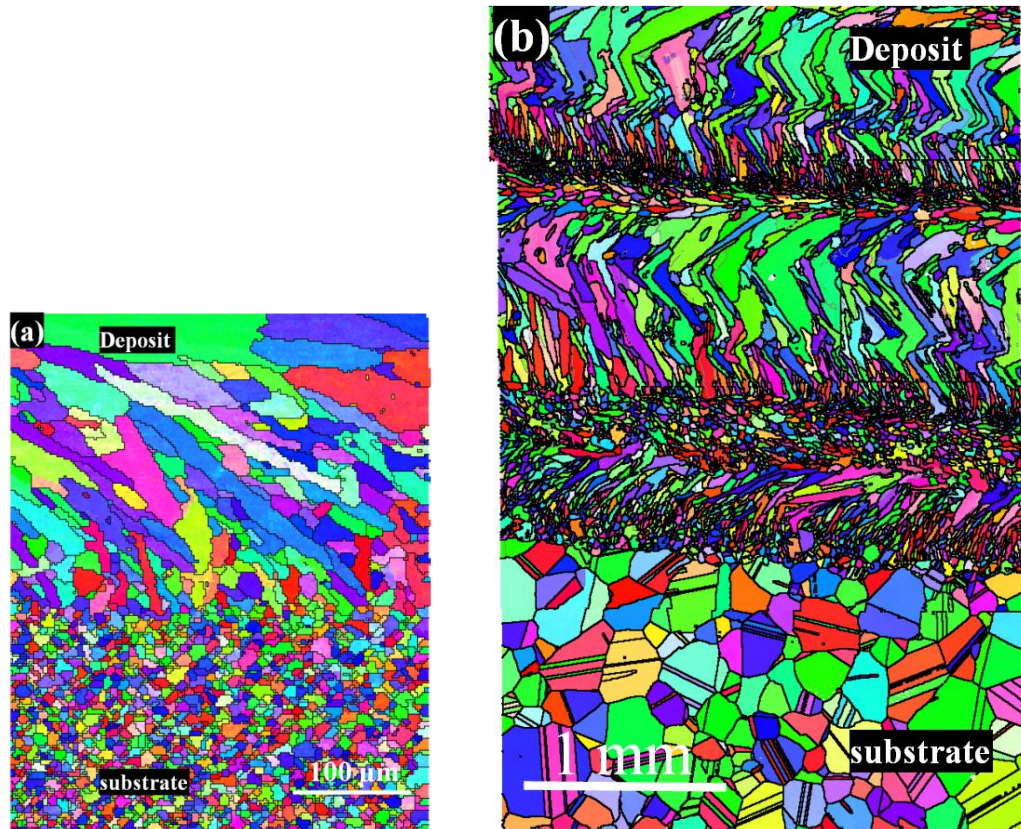 (a)
Deposit
substrate
100 µm
(b)
Deposit
substrate
1 mm